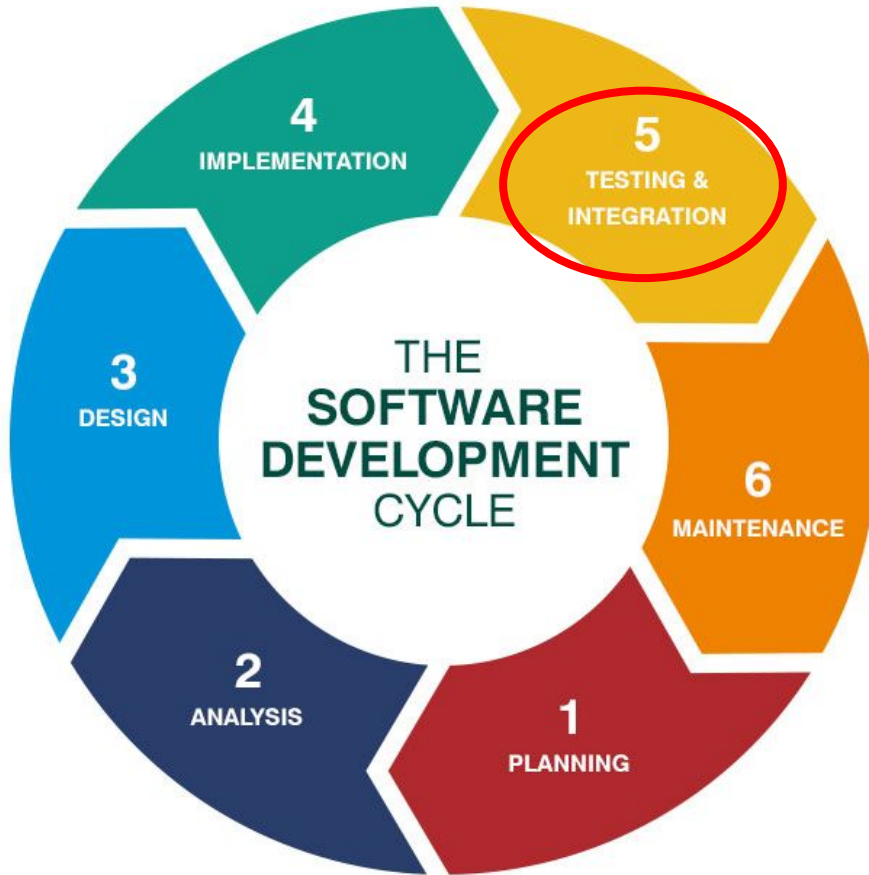 4
IMPLEMENTATION
5
TESTING &
INTEGRATION
3
DESIGN
THE
SOFTWARE
DEVELOPMENT
CYCLE
6
MAINTENANCE
2
ANALYSIS
1
PLANNING